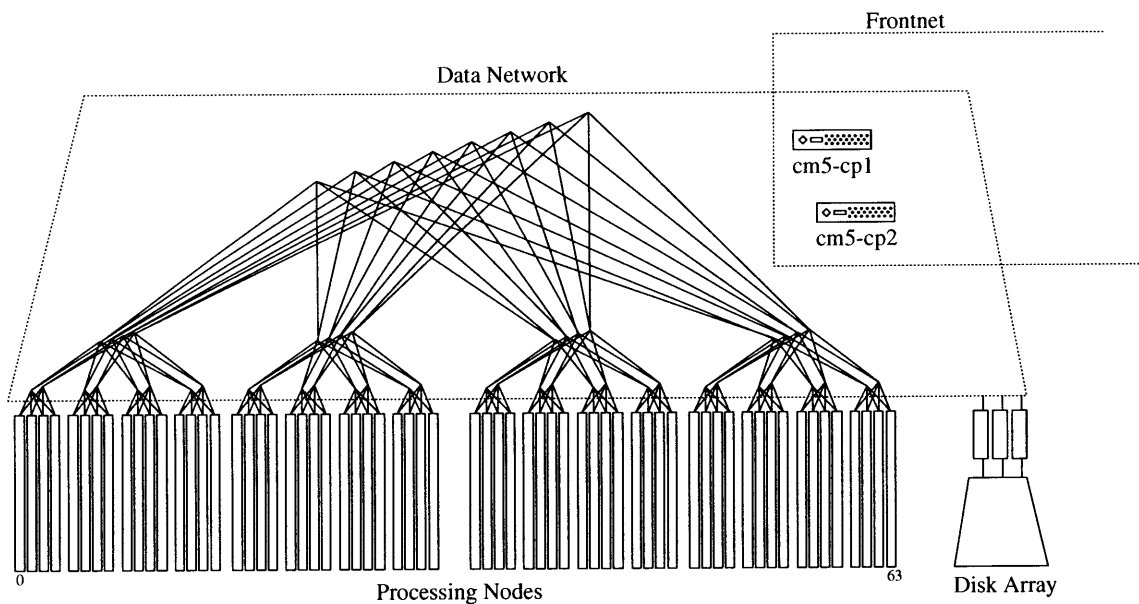 Frontnet
Data Network
cm5-cp1
cm5-cp2
0
63
Processing Nodes
Disk Array